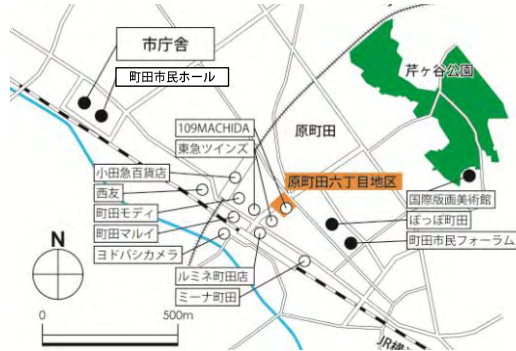 市庁舎
町田市民ホール
芹ヶ谷公園
109MACHIDA
原町田
東急ツインズ
小田急百貨店
原町田六丁目地区
西友
国際版画美術館
町田モディ
ぽっぽ町田
町田マルイ
町田市民フォーラム
ヨドバシカメラ
N
ルミネ町田店
ミーナ町田
0
500m
JR横